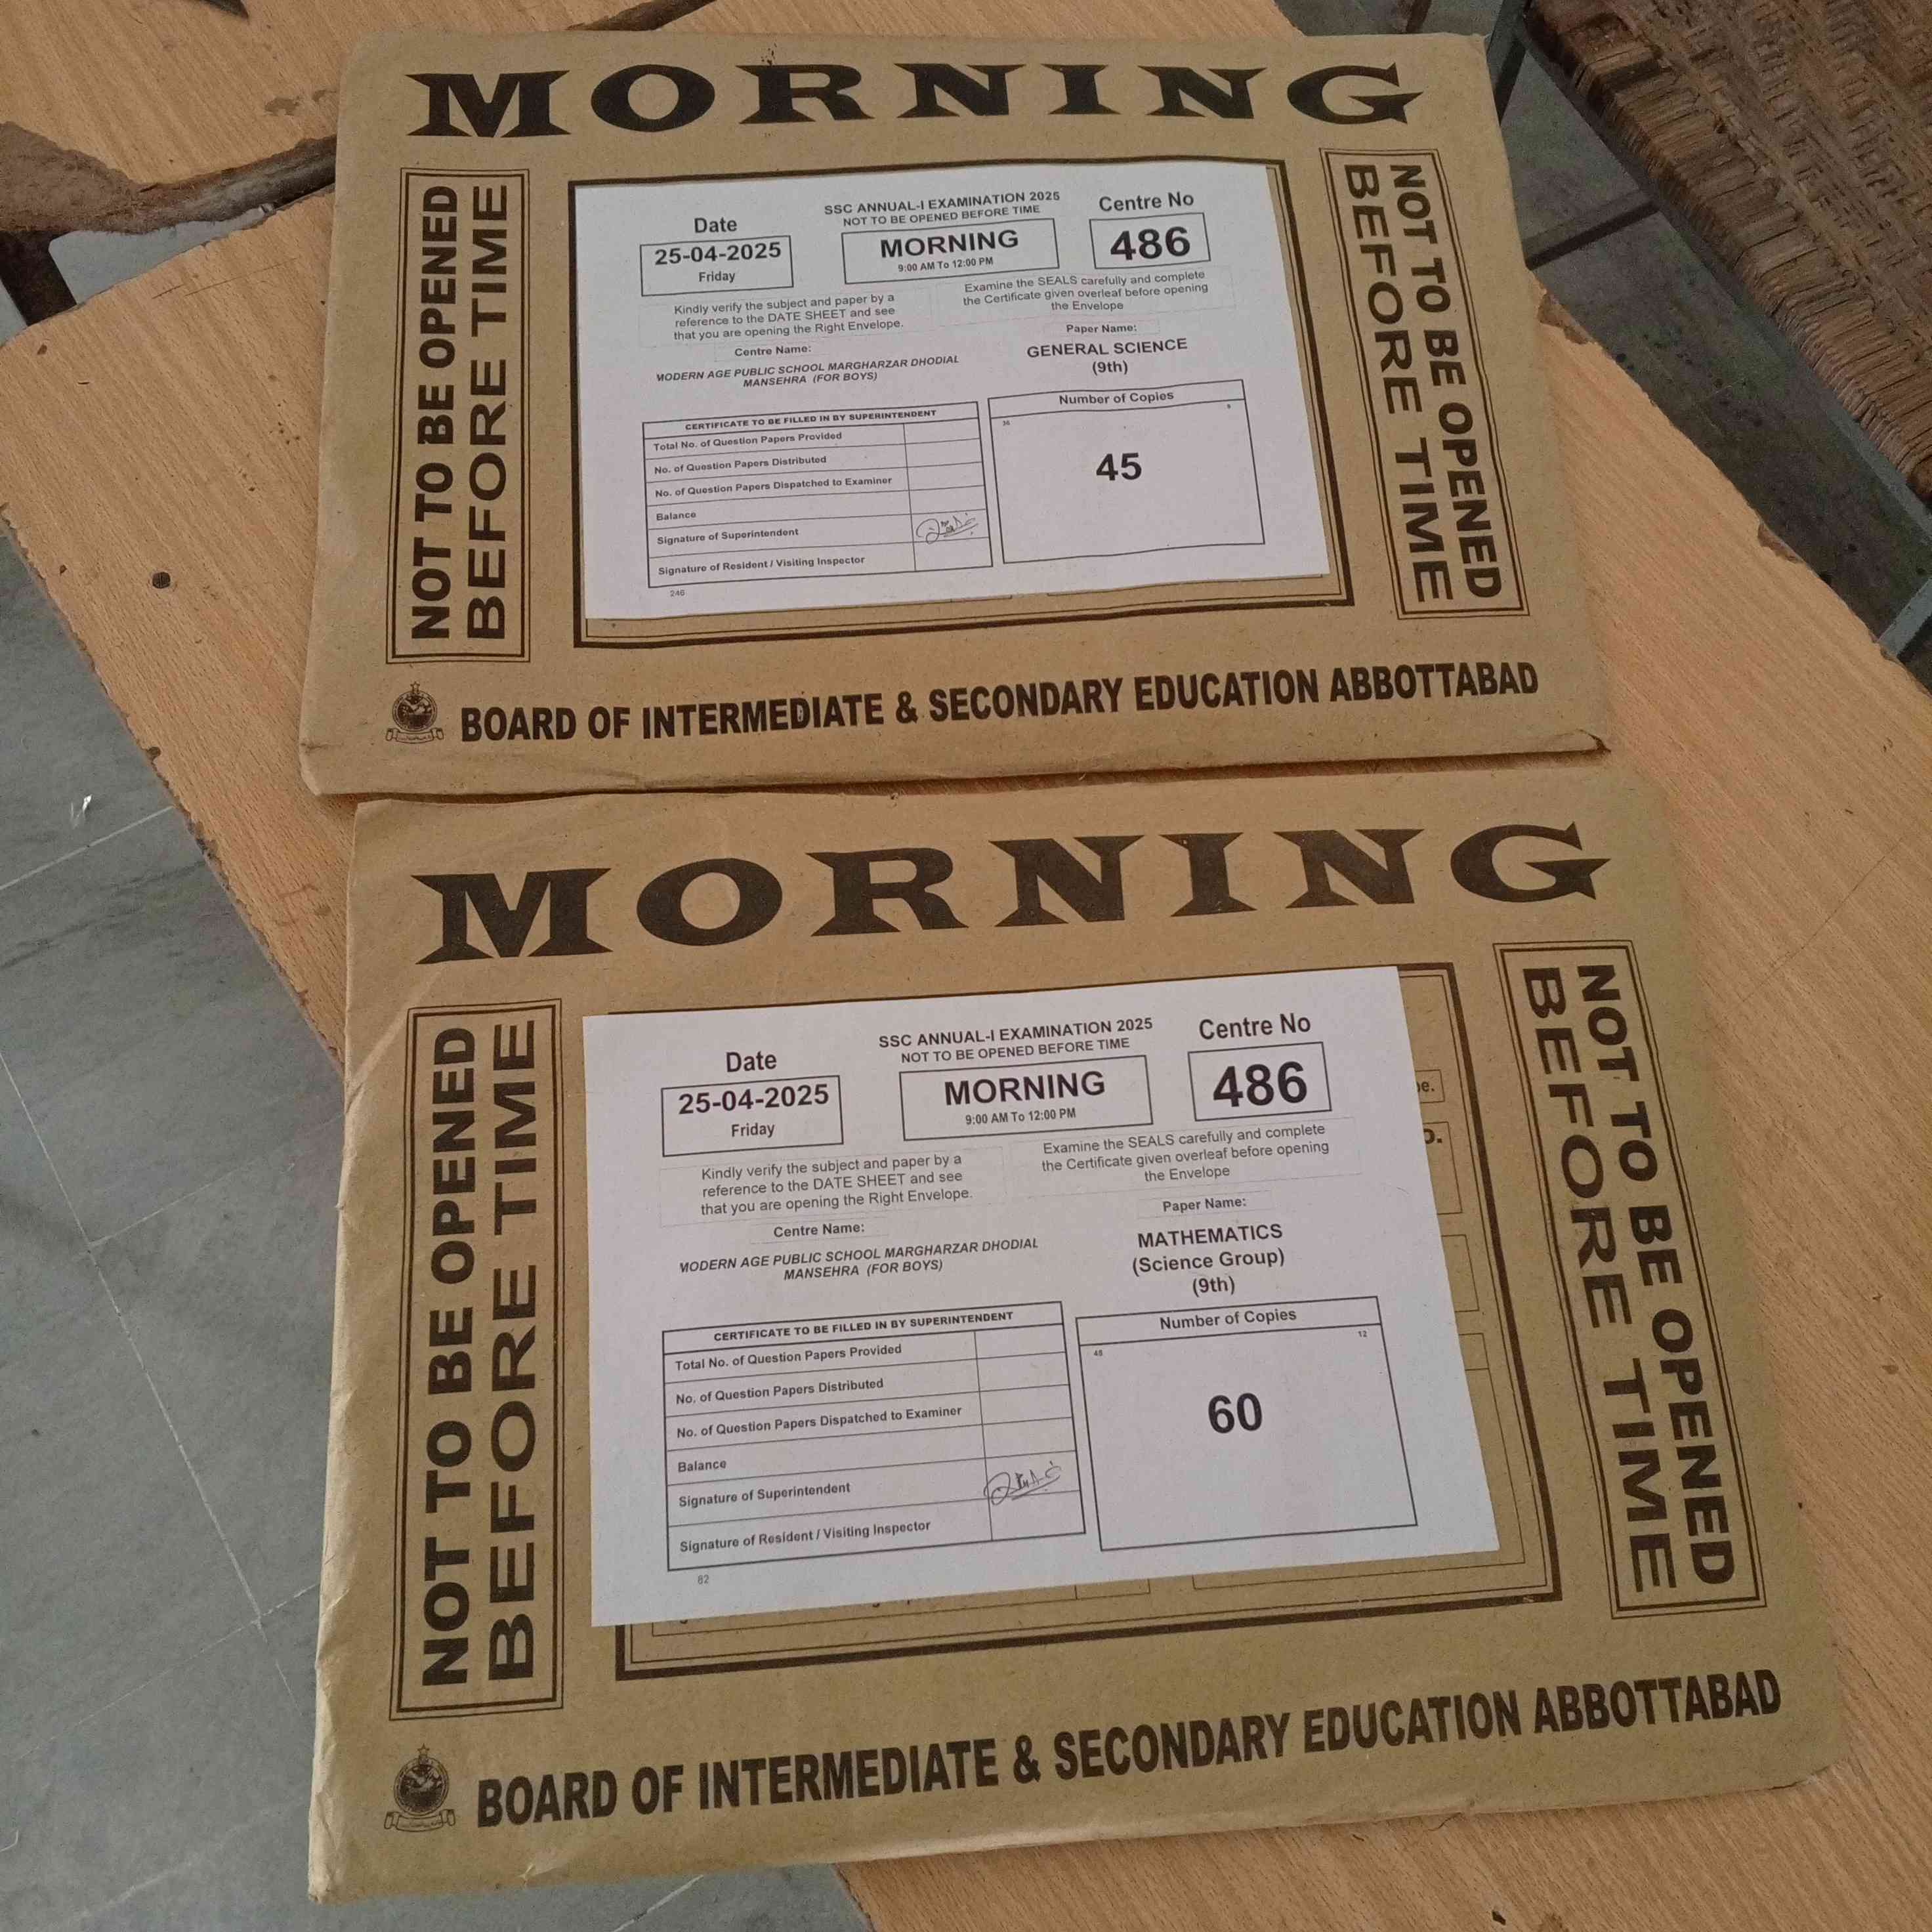 MORNING
NOT TO BE OPENED
BEFORE TIME
SSC ANNUAL-I EXAMINATION 2025
NOT TO BE OPENED BEFORE TIME
Date
25-04-2025
Friday
MORNING
9:00 AM To 12:00 PM
Centre No
486
Kindly verify the subject and paper by a
reference to the DATE SHEET and see
that you are opening the Right Envelope.
Examine the SEALS carefully and complete
the Certificate given overleaf before opening
the Envelope
Centre Name:
MODERN AGE PUBLIC SCHOOL MARGHARZAR DHODIAL
MANSEHRA (FOR BOYS)
Paper Name:
GENERAL SCIENCE
(9th)
CERTIFICATE TO BE FILLED IN BY SUPERINTENDENT
Total No. of Question Papers Provided
No. of Question Papers Distributed
No. of Question Papers Dispatched to Examiner
Balance
Signature of Superintendent
Signature of Resident / Visiting Inspector
246
Number of Copies
36
9
45
NOT TO BE OPENED
BEFORE TIME
BOARD OF INTERMEDIATE & SECONDARY EDUCATION ABBOTTABAD
MORNING
NOT TO BE OPENED
BEFORE TIME
SSC ANNUAL-I EXAMINATION 2025
NOT TO BE OPENED BEFORE TIME
Date
25-04-2025
Friday
MORNING
9:00 AM To 12:00 PM
Centre No
486
Kindly verify the subject and paper by a
reference to the DATE SHEET and see
that you are opening the Right Envelope.
Examine the SEALS carefully and complete
the Certificate given overleaf before opening
the Envelope
Centre Name:
MODERN AGE PUBLIC SCHOOL MARGHARZAR DHODIAL
MANSEHRA (FOR BOYS)
Paper Name:
MATHEMATICS
(Science Group)
(9th)
CERTIFICATE TO BE FILLED IN BY SUPERINTENDENT
Total No. of Question Papers Provided
No. of Question Papers Distributed
No. of Question Papers Dispatched to Examiner
Balance
Signature of Superintendent
Signature of Resident / Visiting Inspector
82
Number of Copies
48
12
60
NOT TO BE OPENED
BEFORE TIME
BOARD OF INTERMEDIATE & SECONDARY EDUCATION ABBOTTABAD